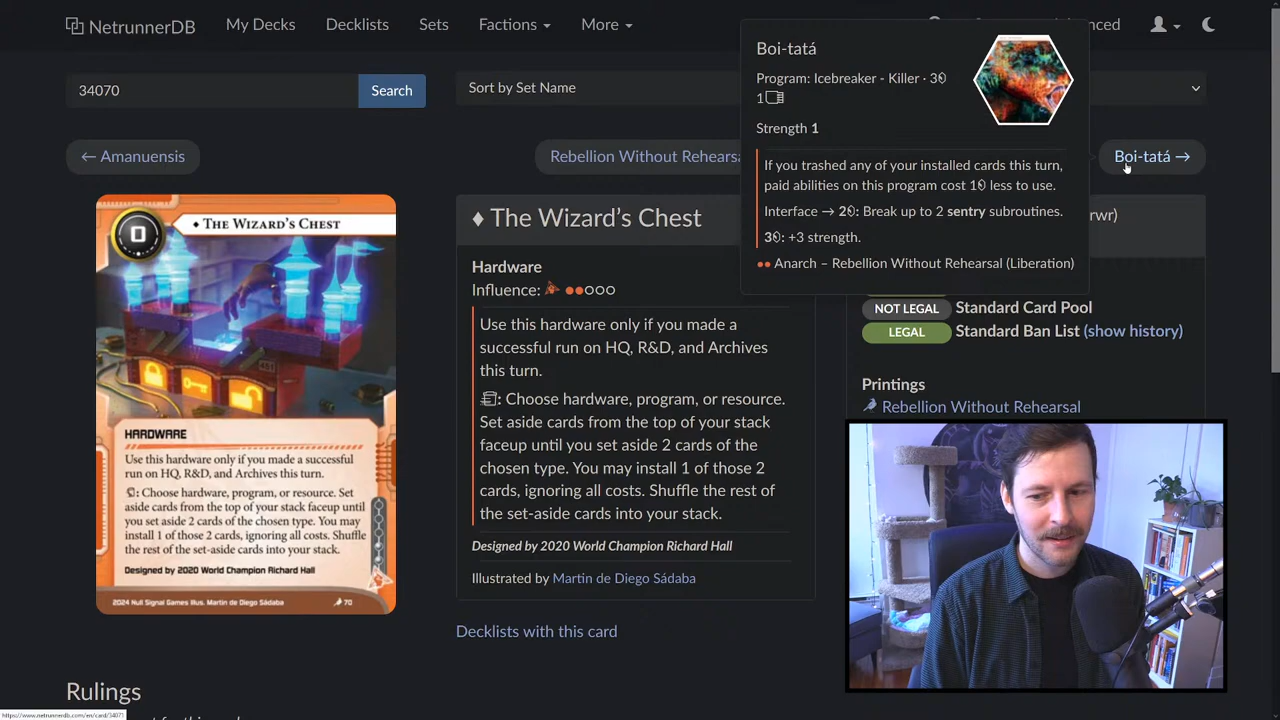 NetrunnerDB
My Decks
Decklists
Sets
Factions
More
34070
Search
Sort by Set Name
← Amanuensis
Rebellion Without Rehearsa
Boi-tatá →
Boi-tatá
Program: Icebreaker - Killer · 3
1
Strength 1
If you trashed any of your installed cards this turn,
paid abilities on this program cost 1 less to use.
Interface → 2: Break up to 2 sentry subroutines.
3: +3 strength.
Anarch – Rebellion Without Rehearsal (Liberation)
0
♦ THE WIZARD'S CHEST
HARDWARE
Use this hardware only if you made a successful
run on HQ, R&D, and Archives this turn.
: Choose hardware, program, or resource. Set
aside cards from the top of your stack faceup until
you set aside 2 cards of the chosen type. You may
install 1 of those 2 cards, ignoring all costs. Shuffle
the rest of the set-aside cards into your stack.
Designed by 2020 World Champion Richard Hall
2024 Null Signal Games Illus. Martin de Diego Sádaba
70
♦ The Wizard's Chest
Hardware
Influence:
Use this hardware only if you made a
successful run on HQ, R&D, and Archives
this turn.
: Choose hardware, program, or resource.
Set aside cards from the top of your stack
faceup until you set aside 2 cards of the
chosen type. You may install 1 of those 2
cards, ignoring all costs. Shuffle the rest of
the set-aside cards into your stack.
Designed by 2020 World Champion Richard Hall
Illustrated by Martin de Diego Sádaba
Decklists with this card
rwr)
NOT LEGAL Standard Card Pool
LEGAL Standard Ban List (show history)
Printings
Rebellion Without Rehearsal
Rulings
https://www.netrunnerdb.com/en/card/34071